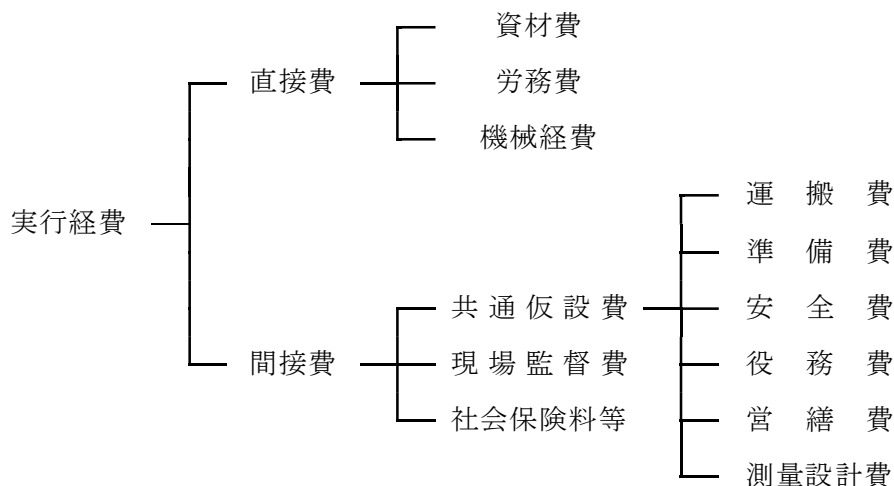 資材費
直接費
労務費
機械経費
運搬費
実行経費
準備費
共通仮設費
安全費
間接費
現場監督費
役務費
社会保険料等
営繕費
測量設計費